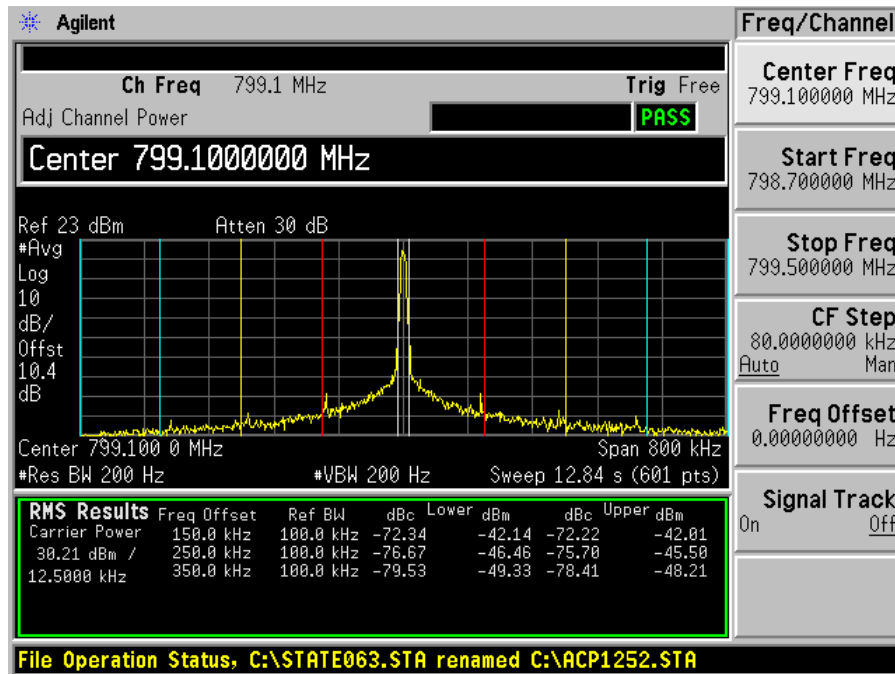 Agilent
Freq/Channel
Ch Freq 799.1 MHz Trig Free
Adj Channel Power PASS
Center 799.1000000 MHz
Ref 23 dBm Atten 30 dB
#Avg
Log
10
dB/
Offst
10.4
dB
Center 799.100 0 MHz Span 800 kHz
#Res BW 200 Hz #VBW 200 Hz Sweep 12.84 s (601 pts)
RMS Results Freq Offset Ref BW dBc Lower dBm dBc Upper dBm
Carrier Power 150.0 kHz 100.0 kHz -72.34 -42.14 -72.22 -42.01
30.21 dBm / 250.0 kHz 100.0 kHz -76.67 -46.46 -75.70 -45.50
12.5000 kHz 350.0 kHz 100.0 kHz -79.53 -49.33 -78.41 -48.21
File Operation Status, C:\STATE063.STA renamed C:\ACP1252.STA
Center Freq
799.100000 MHz
Start Freq
798.700000 MHz
Stop Freq
799.500000 MHz
CF Step
80.0000000 kHz
Auto Man
Freq Offset
0.00000000 Hz
Signal Track
On Off